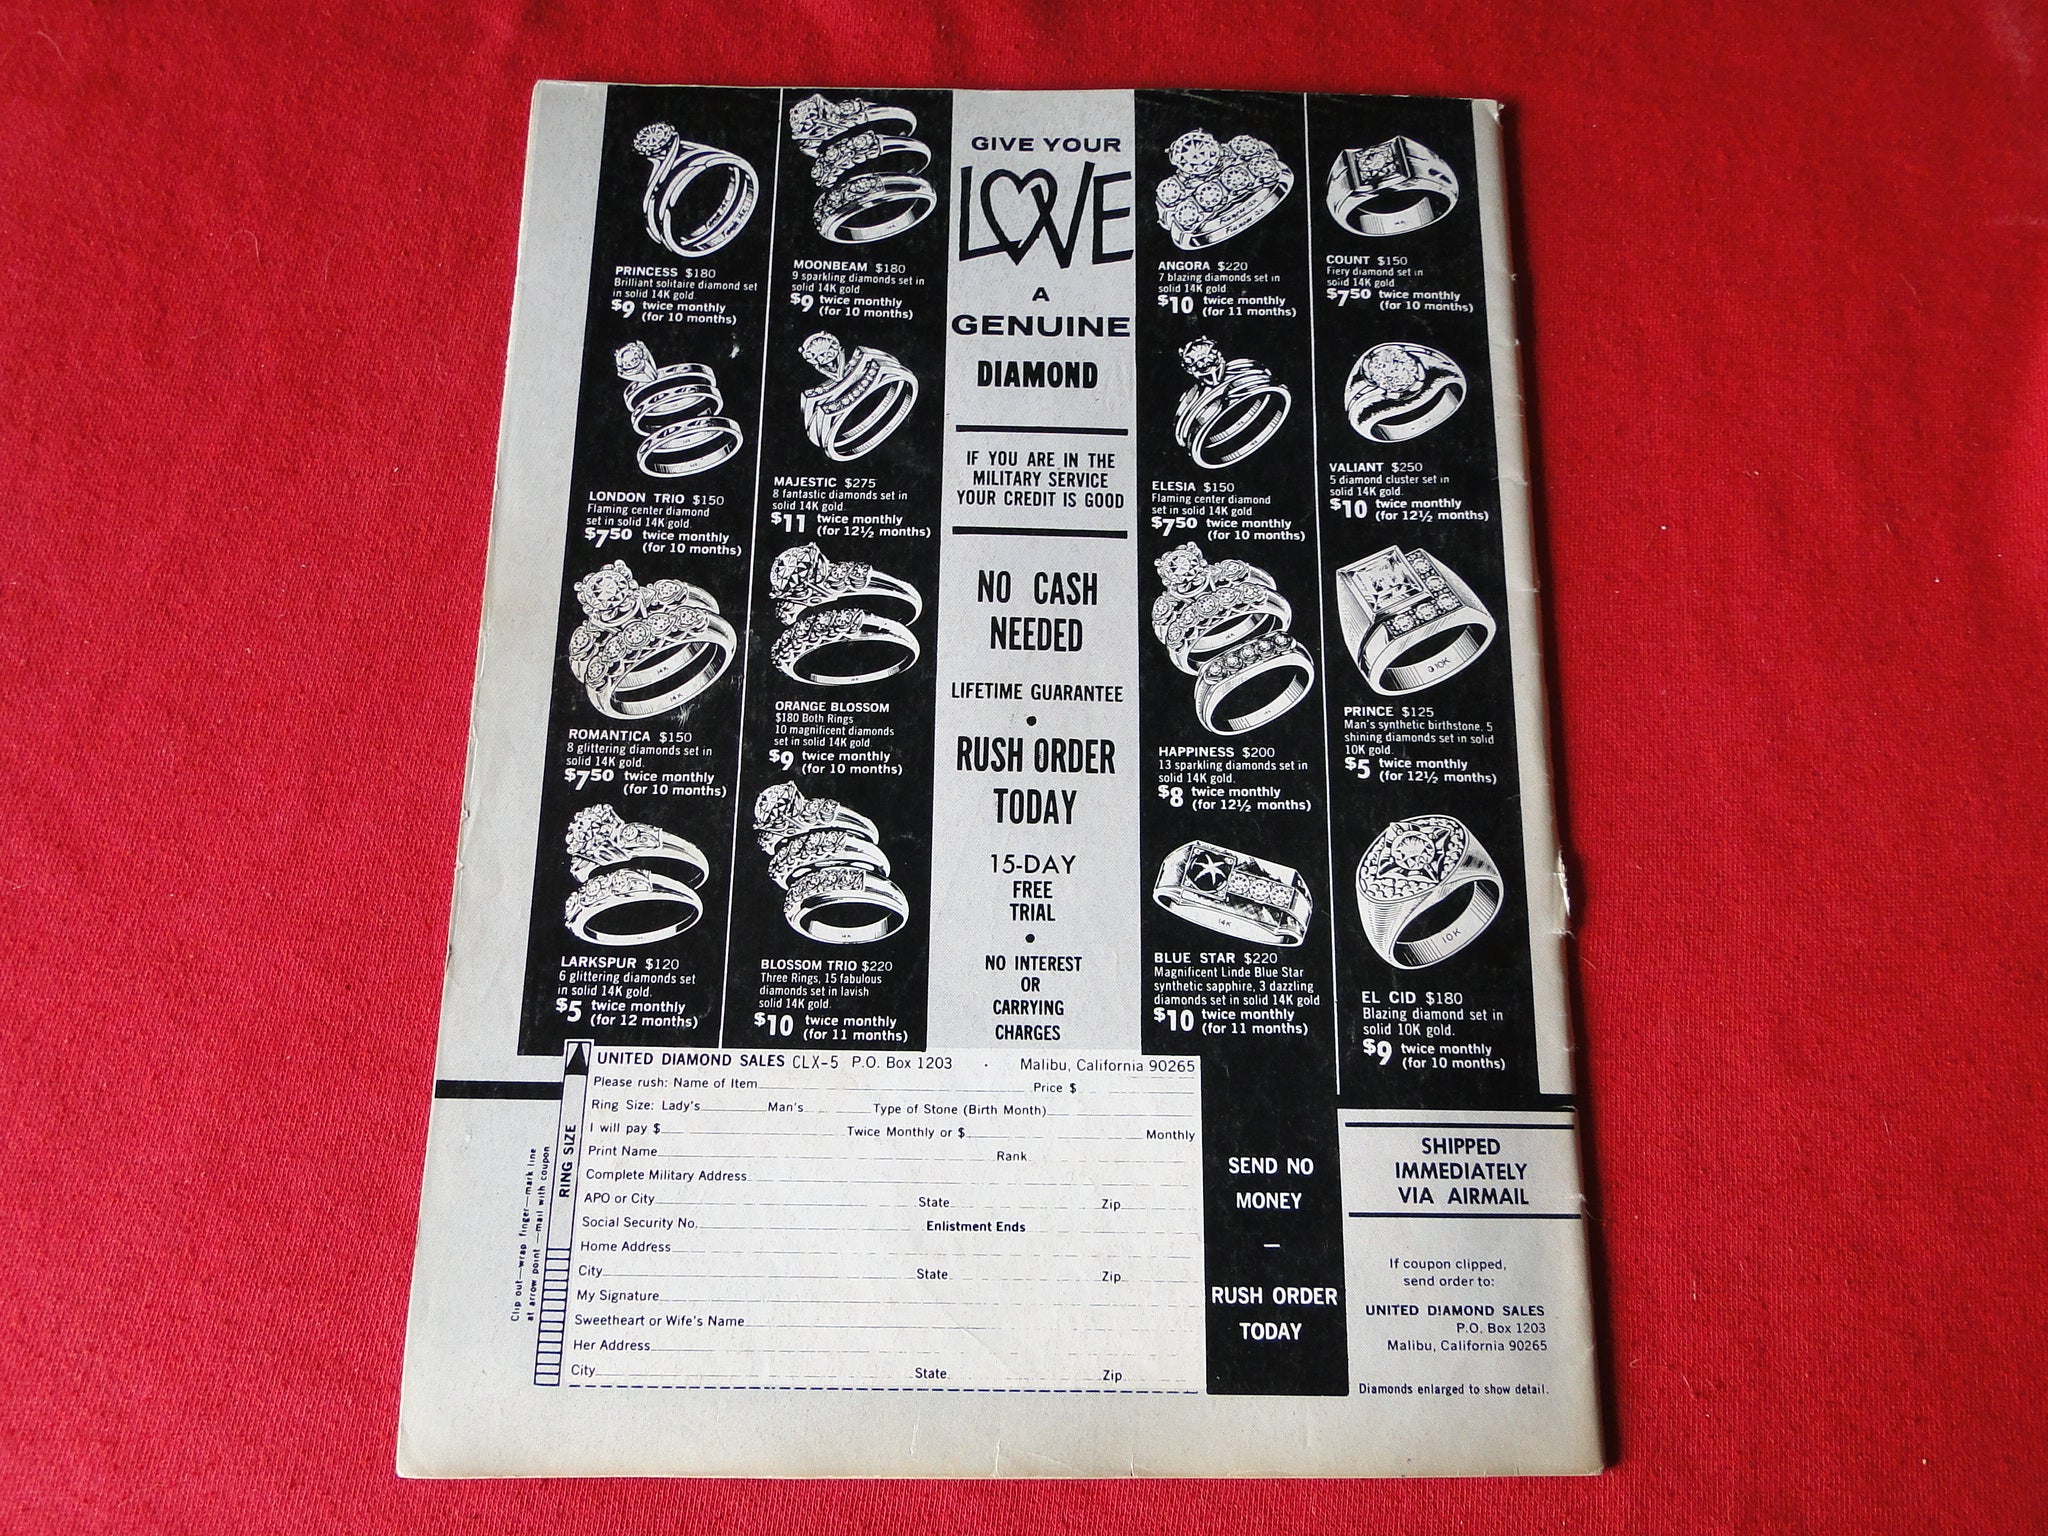 PRINCESS $180
Brilliant solitaire diamond set
in solid 14K gold.
$9 twice monthly
(for 10 months)
LONDON TRIO $150
Flaming center diamond
set in solid 14K gold.
$7 50 twice monthly
(for 10 months)
14K
14K
ROMANTICA $150
8 glittering diamonds set in
solid 14K gold.
$7 50 twice monthly
(for 10 months)
LARKSPUR $120
6 glittering diamonds set
in solid 14K gold.
$5 twice monthly
(for 12 months)
MOONBEAM $180
9 sparkling diamonds set in
solid 14K gold.
$9 twice monthly
(for 10 months)
MAJESTIC $275
8 fantastic diamonds set in
solid 14K gold.
$11 twice monthly
(for 12½ months)
ORANGE BLOSSOM
$180 Both Rings
10 magnificent diamonds
set in solid 14K gold
$9 twice monthly
(for 10 months)
14K
BLOSSOM TRIO $220
Three Rings, 15 fabulous
diamonds set in lavish
solid 14K gold.
$10 twice monthly
(for 11 months)
GIVE YOUR
LOVE
A
GENUINE
DIAMOND
IF YOU ARE IN THE
MILITARY SERVICE
YOUR CREDIT IS GOOD
NO CASH
NEEDED
LIFETIME GUARANTEE
•
RUSH ORDER
TODAY
15-DAY
FREE
TRIAL
•
NO INTEREST
OR
CARRYING
CHARGES
ANGORA $220
7 blazing diamonds set in
solid 14K gold.
$10 twice monthly
(for 11 months)
ELESIA $150
Flaming center diamond
set in solid 14K gold.
$7 50 twice monthly
(for 10 months)
14K
HAPPINESS $200
13 sparkling diamonds set in
solid 14K gold.
$8 twice monthly
(for 12½ months)
14K
BLUE STAR $220
Magnificent Linde Blue Star
synthetic sapphire, 3 dazzling
diamonds set in solid 14K gold
$10 twice monthly
(for 11 months)
COUNT $150
Fiery diamond set in
solid 14K gold.
$7 50 twice monthly
(for 10 months)
VALIANT $250
5 diamond cluster set in
solid 14K gold.
$10 twice monthly
(for 12½ months)
10K
PRINCE $125
Man's synthetic birthstone, 5
shining diamonds set in solid
10K gold.
$5 twice monthly
(for 12½ months)
10K
EL CID $180
Blazing diamond set in
solid 10K gold.
$9 twice monthly
(for 10 months)
UNITED DIAMOND SALES CLX-5 P.O. Box 1203 · Malibu, California 90265
Please rush: Name of Item Price $
Ring Size: Lady's Man's Type of Stone (Birth Month)
I will pay $ Twice Monthly or $ Monthly
Print Name Rank
Complete Military Address
APO or City State Zip
Social Security No. Enlistment Ends
Home Address
City State Zip
My Signature
Sweetheart or Wife's Name
Her Address
City State Zip
RING SIZE
Clip out—wrap finger—mark line
at arrow point—mail with coupon
SEND NO
MONEY
—
RUSH ORDER
TODAY
SHIPPED
IMMEDIATELY
VIA AIRMAIL
If coupon clipped,
send order to:
UNITED DIAMOND SALES
P.O. Box 1203
Malibu, California 90265
Diamonds enlarged to show detail.